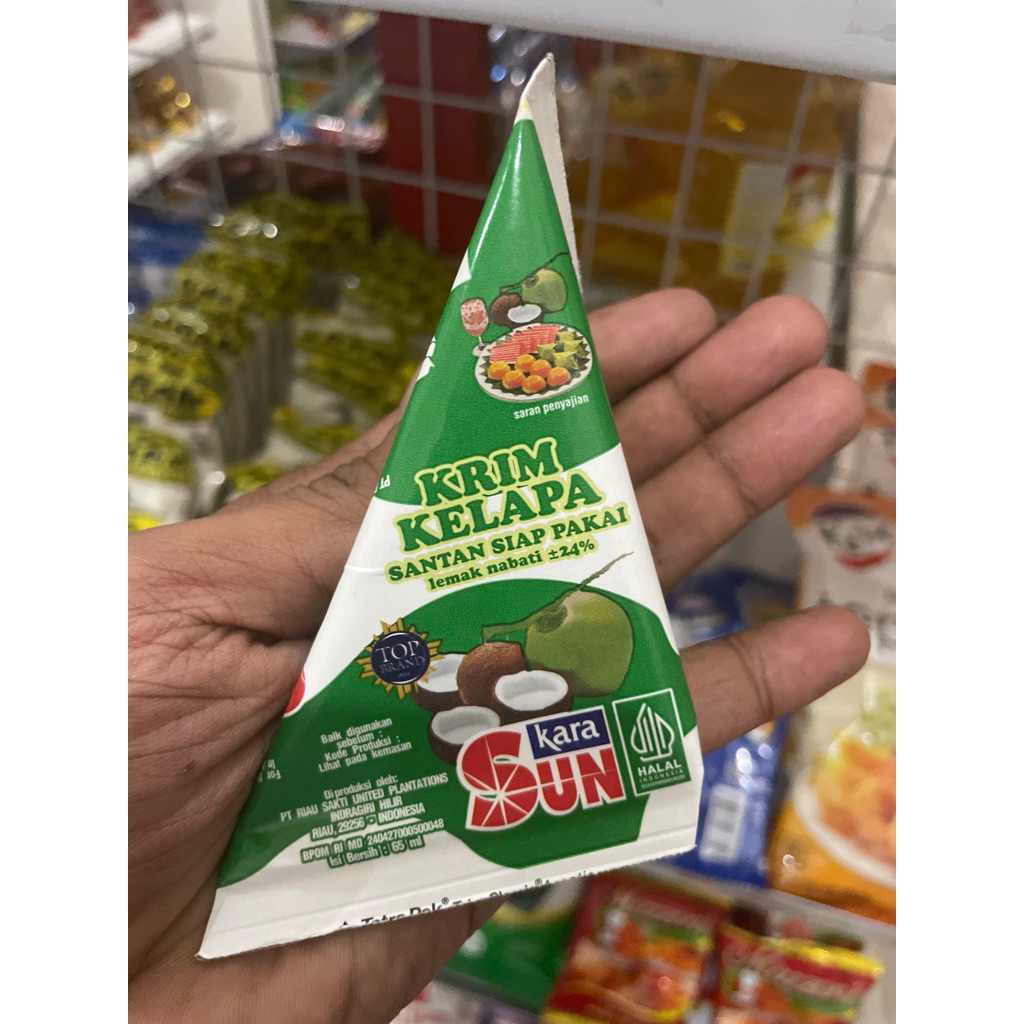 saran penyajian
KRIM
KELAPA
SANTAN SIAP PAKAI
lemak nabati ±24%
TOP
BRAND
Baik digunakan
sebelum :
Kode Produksi :
Lihat pada kemasan
Di produksi oleh:
PT RIAU SAKTI UNITED PLANTATIONS
INDRAGIRI HILIR
RIAU, 29256 - INDONESIA
BPOM RI MD 240427000500048
Isi Bersih : 65 ml
kara
SUN
HALAL
INDONESIA
Tetra Pak®